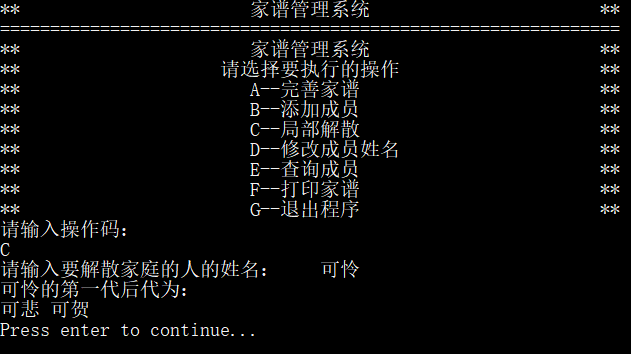 ** 家谱管理系统 **
==============================================================
** 家谱管理系统 **
** 请选择要执行的操作 **
** A--完善家谱 **
** B--添加成员 **
** C--局部解散 **
** D--修改成员姓名 **
** E--查询成员 **
** F--打印家谱 **
** G--退出程序 **
请输入操作码：
C
请输入要解散家庭的人的姓名： 可怜
可怜的第一代后代为：
可悲 可贺
Press enter to continue...